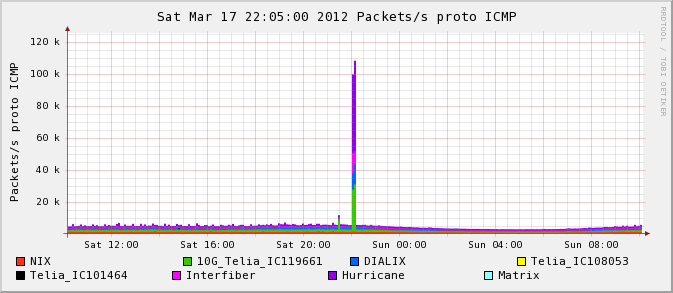 Sat Mar 17 22:05:00 2012 Packets/s proto ICMP
RRDTOOL / TOBI OETIKER
Packets/s proto ICMP
120 k
100 k
80 k
60 k
40 k
20 k
0
Sat 12:00 Sat 16:00 Sat 20:00 Sun 00:00 Sun 04:00 Sun 08:00
NIX 10G_Telia_IC119661 DIALIX Telia_IC108053
Telia_IC101464 Interfiber Hurricane Matrix